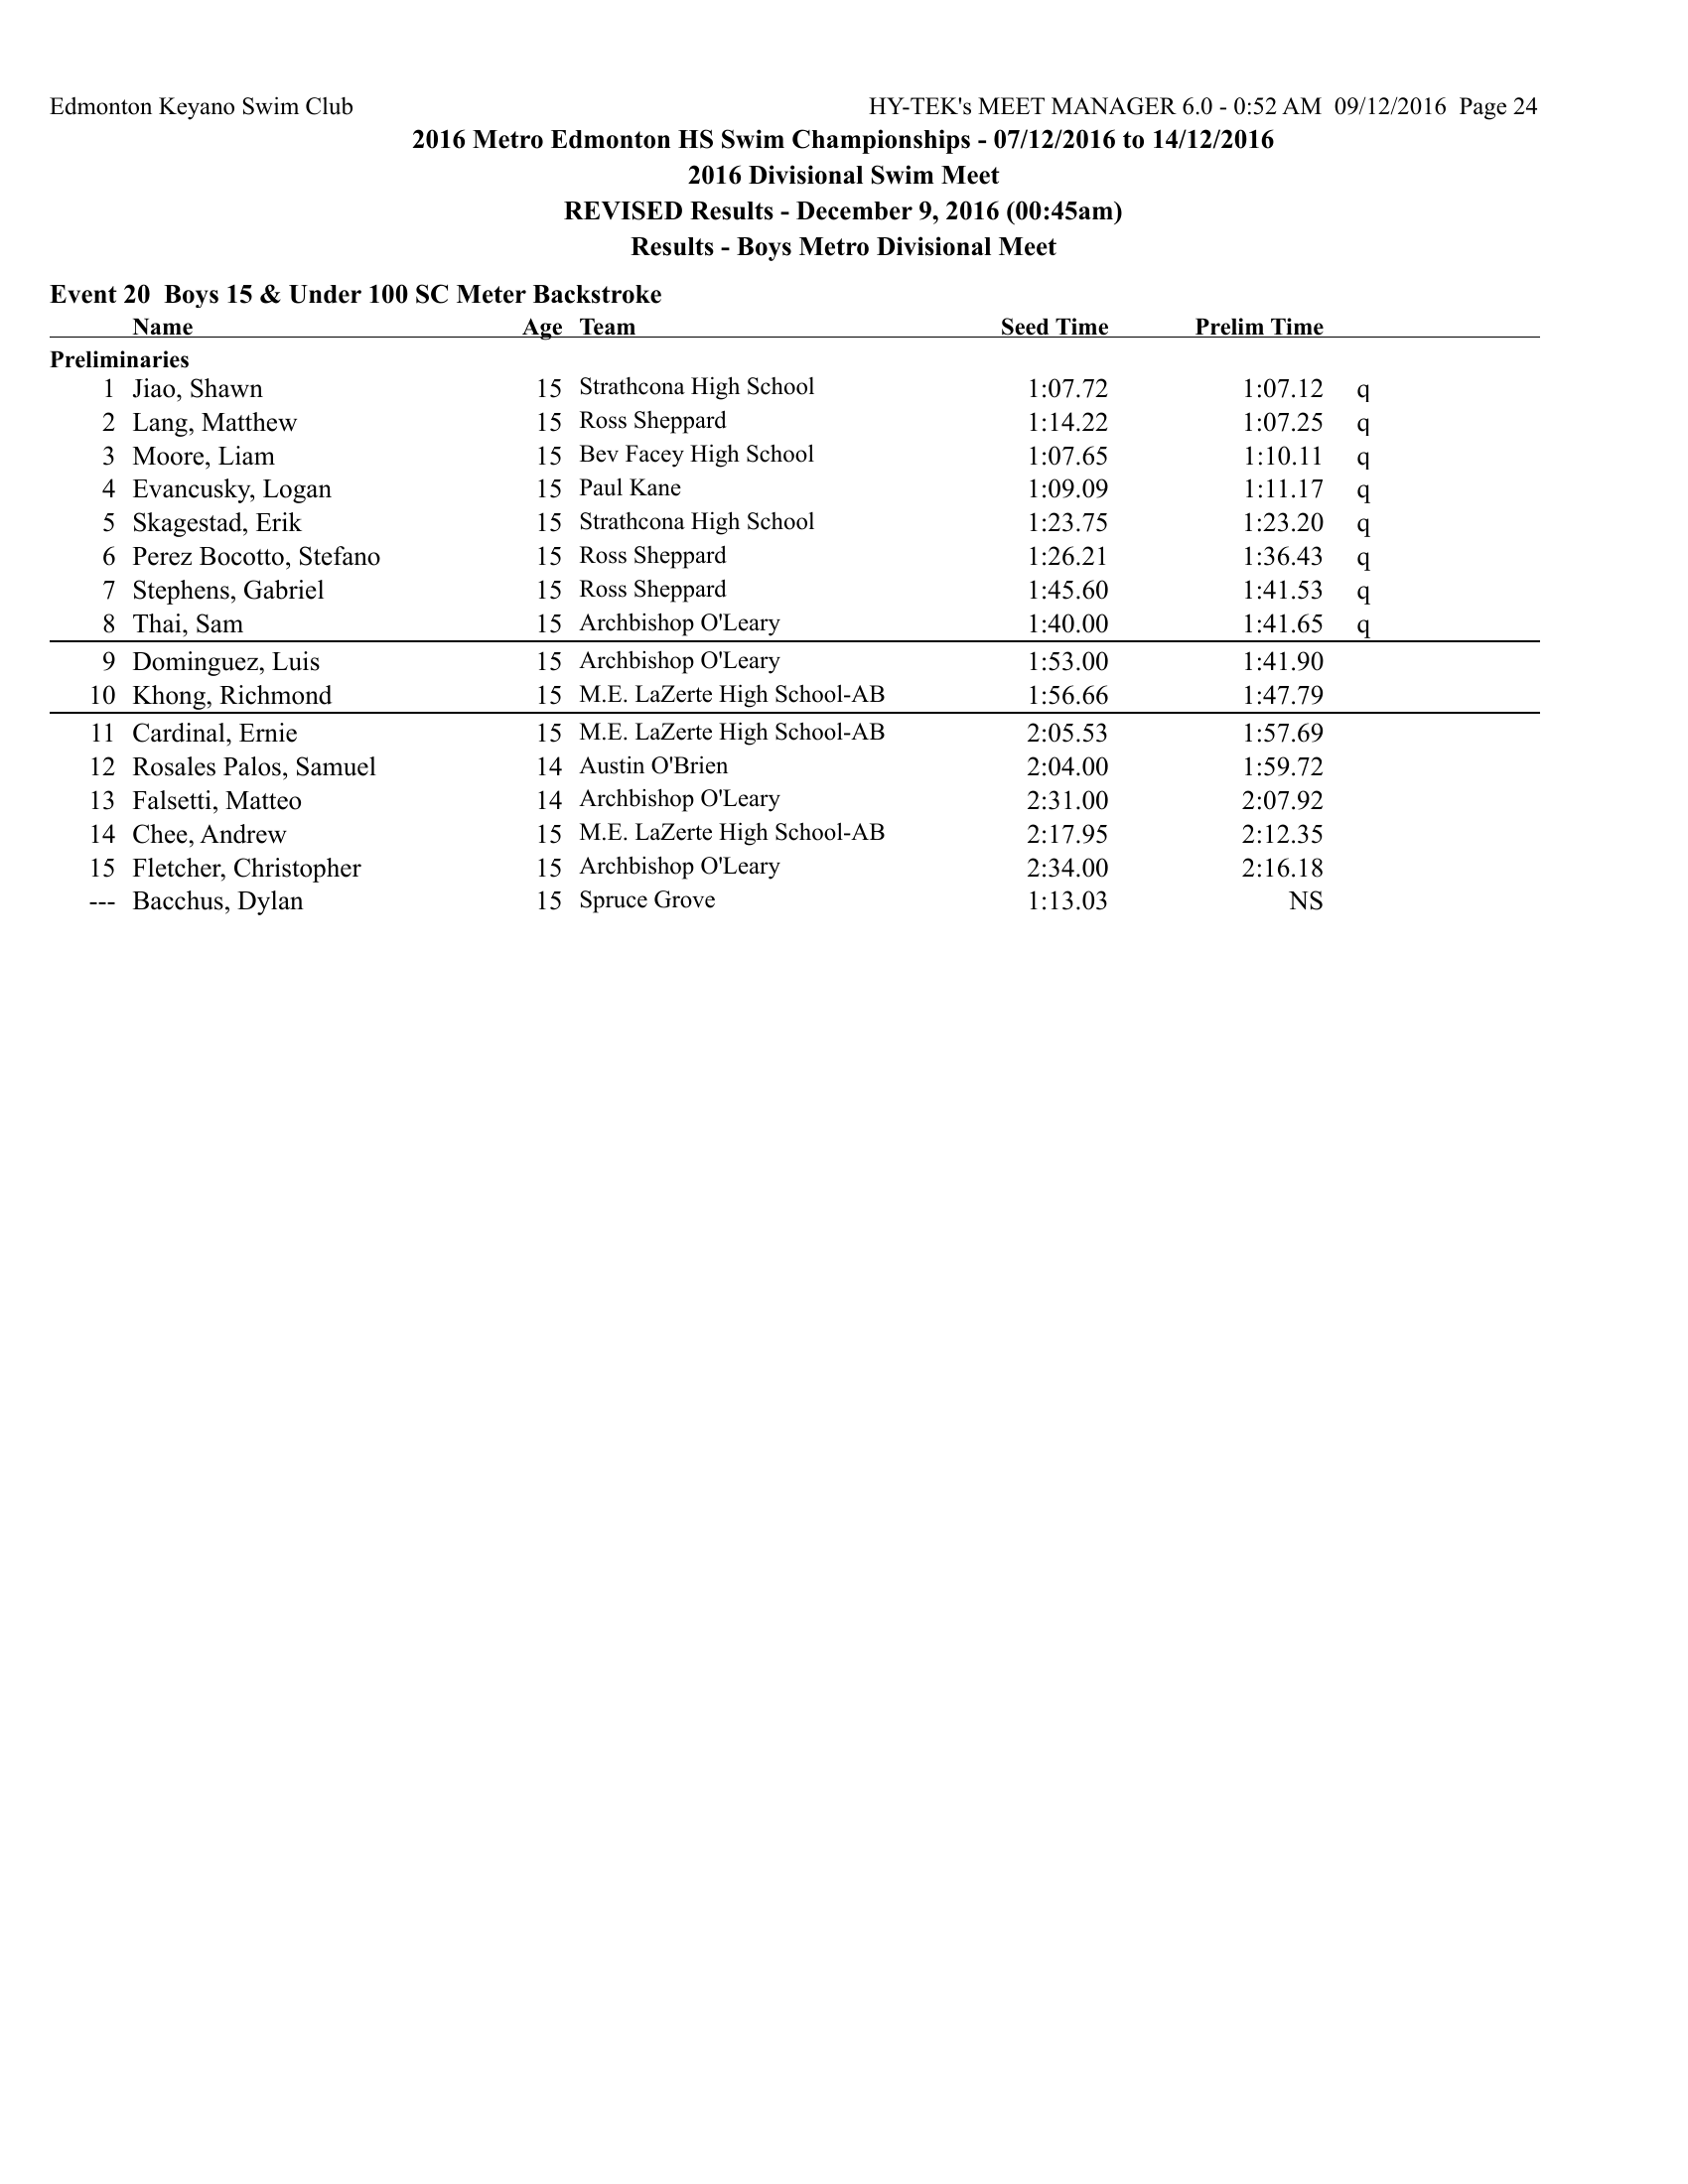 Edmonton Keyano Swim Club HY-TEK's MEET MANAGER 6.0 - 0:52 AM 09/12/2016 Page 24
2016 Metro Edmonton HS Swim Championships - 07/12/2016 to 14/12/2016
2016 Divisional Swim Meet
REVISED Results - December 9, 2016 (00:45am)
Results - Boys Metro Divisional Meet
Event 20 Boys 15 & Under 100 SC Meter Backstroke
Name Age Team Seed Time Prelim Time
Preliminaries
1 Jiao, Shawn 15 Strathcona High School 1:07.72 1:07.12 q
2 Lang, Matthew 15 Ross Sheppard 1:14.22 1:07.25 q
3 Moore, Liam 15 Bev Facey High School 1:07.65 1:10.11 q
4 Evancusky, Logan 15 Paul Kane 1:09.09 1:11.17 q
5 Skagestad, Erik 15 Strathcona High School 1:23.75 1:23.20 q
6 Perez Bocotto, Stefano 15 Ross Sheppard 1:26.21 1:36.43 q
7 Stephens, Gabriel 15 Ross Sheppard 1:45.60 1:41.53 q
8 Thai, Sam 15 Archbishop O'Leary 1:40.00 1:41.65 q
9 Dominguez, Luis 15 Archbishop O'Leary 1:53.00 1:41.90
10 Khong, Richmond 15 M.E. LaZerte High School-AB 1:56.66 1:47.79
11 Cardinal, Ernie 15 M.E. LaZerte High School-AB 2:05.53 1:57.69
12 Rosales Palos, Samuel 14 Austin O'Brien 2:04.00 1:59.72
13 Falsetti, Matteo 14 Archbishop O'Leary 2:31.00 2:07.92
14 Chee, Andrew 15 M.E. LaZerte High School-AB 2:17.95 2:12.35
15 Fletcher, Christopher 15 Archbishop O'Leary 2:34.00 2:16.18
--- Bacchus, Dylan 15 Spruce Grove 1:13.03 NS